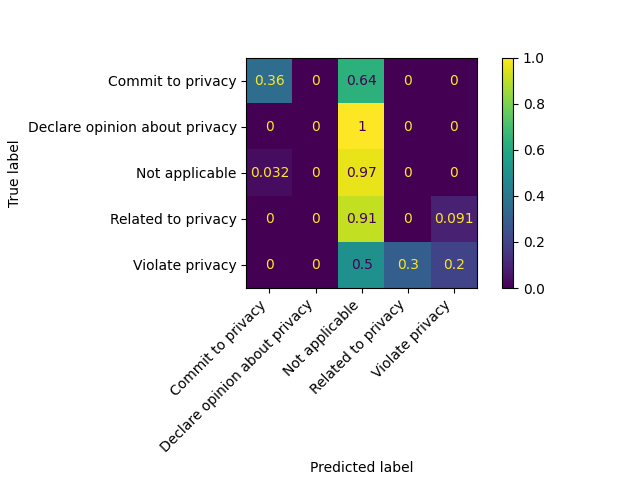 1.0
Commit to privacy 0.36 0 0.64 0 0
0.8
Declare opinion about privacy 0 0 1 0 0
0.6
True label
Not applicable 0.032 0 0.97 0 0
0.4
Related to privacy 0 0 0.91 0 0.091
0.2
Violate privacy 0 0 0.5 0.3 0.2
0.0
Commit to privacy
Declare opinion about privacy
Not applicable
Related to privacy
Violate privacy
Predicted label